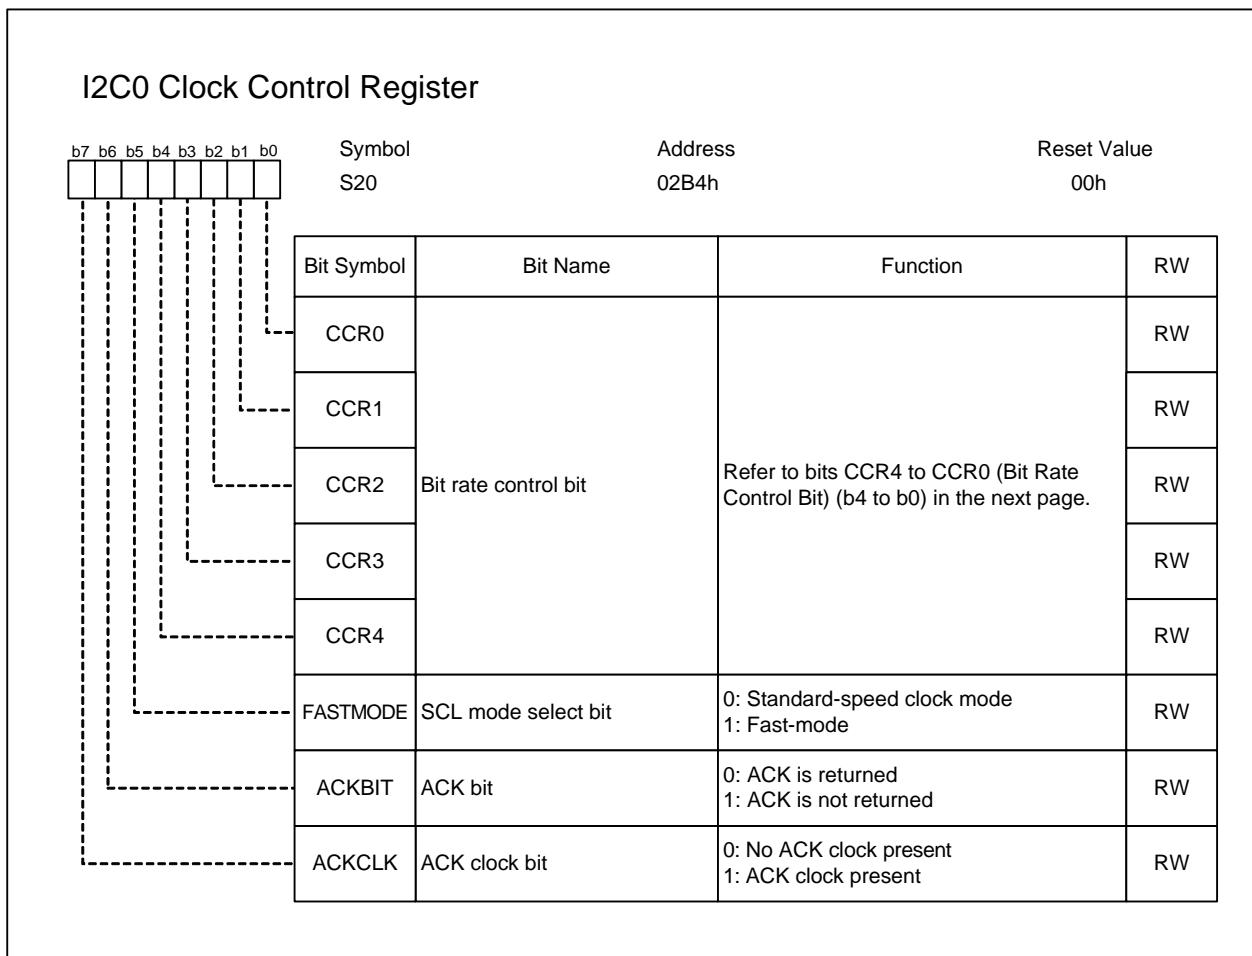 I2C0 Clock Control Register
b7 b6 b5 b4 b3 b2 b1 b0
Symbol Address Reset Value
S20 02B4h 00h
Bit Symbol Bit Name Function RW
CCR0 RW
CCR1 RW
CCR2 Bit rate control bit Refer to bits CCR4 to CCR0 (Bit Rate
Control Bit) (b4 to b0) in the next page. RW
CCR3 RW
CCR4 RW
FASTMODE SCL mode select bit 0: Standard-speed clock mode
1: Fast-mode RW
ACKBIT ACK bit 0: ACK is returned
1: ACK is not returned RW
ACKCLK ACK clock bit 0: No ACK clock present
1: ACK clock present RW